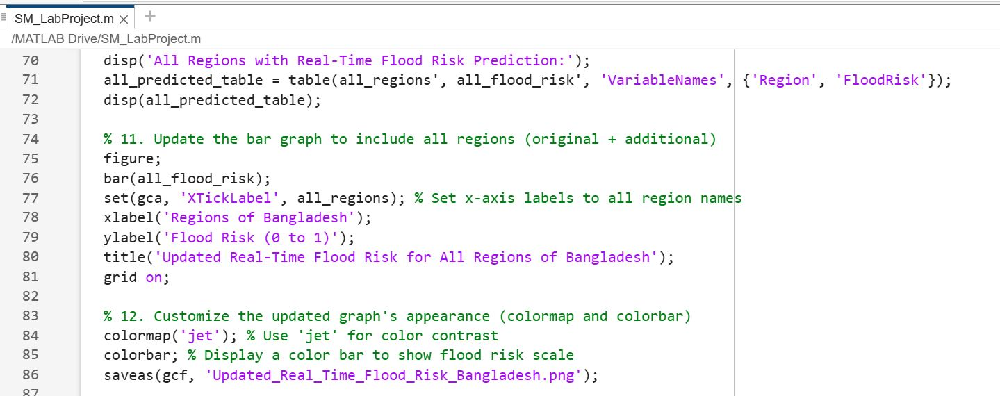 SM_LabProject.m × +
/MATLAB Drive/SM_LabProject.m
70 disp('All Regions with Real-Time Flood Risk Prediction:');
71 all_predicted_table = table(all_regions', all_flood_risk', 'VariableNames', {'Region', 'FloodRisk'});
72 disp(all_predicted_table);
73
74 % 11. Update the bar graph to include all regions (original + additional)
75 figure;
76 bar(all_flood_risk);
77 set(gca, 'XTickLabel', all_regions); % Set x-axis labels to all region names
78 xlabel('Regions of Bangladesh');
79 ylabel('Flood Risk (0 to 1)');
80 title('Updated Real-Time Flood Risk for All Regions of Bangladesh');
81 grid on;
82
83 % 12. Customize the updated graph's appearance (colormap and colorbar)
84 colormap('jet'); % Use 'jet' for color contrast
85 colorbar; % Display a color bar to show flood risk scale
86 saveas(gcf, 'Updated_Real_Time_Flood_Risk_Bangladesh.png');
87